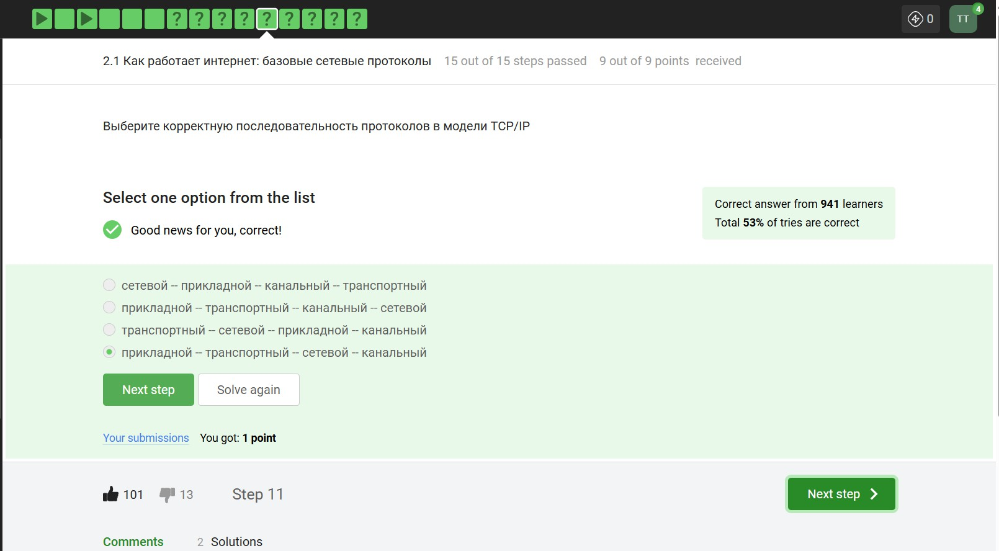 ? ? ? ? ? ? ? ? ?
0
TT
4
2.1 Как работает интернет: базовые сетевые протоколы 15 out of 15 steps passed 9 out of 9 points received
Выберите корректную последовательность протоколов в модели TCP/IP
Select one option from the list
Correct answer from 941 learners
Total 53% of tries are correct
Good news for you, correct!
сетевой -- прикладной -- канальный -- транспортный
прикладной -- транспортный -- канальный -- сетевой
транспортный -- сетевой -- прикладной -- канальный
прикладной -- транспортный -- сетевой -- канальный
Next step Solve again
Your submissions You got: 1 point
101 13 Step 11 Next step
Comments 2 Solutions